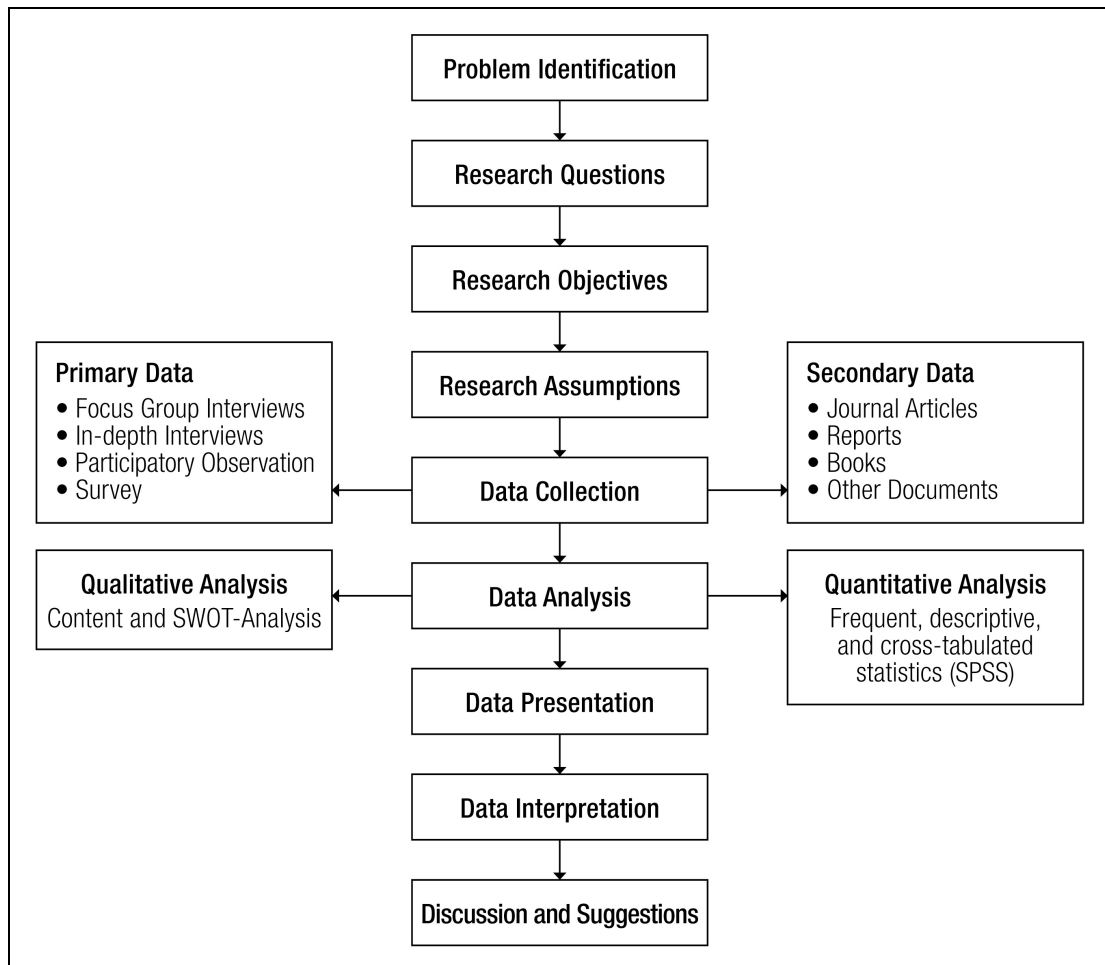 Problem Identification
Research Questions
Research Objectives
Research Assumptions
Primary Data
• Focus Group Interviews
• In-depth Interviews
• Participatory Observation
• Survey
Data Collection
Secondary Data
• Journal Articles
• Reports
• Books
• Other Documents
Qualitative Analysis
Content and SWOT-Analysis
Data Analysis
Quantitative Analysis
Frequent, descriptive,
and cross-tabulated
statistics (SPSS)
Data Presentation
Data Interpretation
Discussion and Suggestions